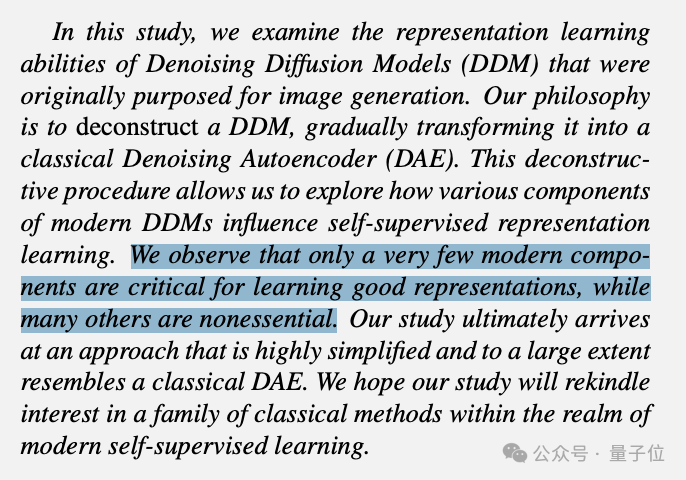 In this study, we examine the representation learning
abilities of Denoising Diffusion Models (DDM) that were
originally purposed for image generation. Our philosophy
is to deconstruct a DDM, gradually transforming it into a
classical Denoising Autoencoder (DAE). This deconstruc-
tive procedure allows us to explore how various components
of modern DDMs influence self-supervised representation
learning. We observe that only a very few modern compo-
nents are critical for learning good representations, while
many others are nonessential. Our study ultimately arrives
at an approach that is highly simplified and to a large extent
resembles a classical DAE. We hope our study will rekindle
interest in a family of classical methods within the realm of
modern self-supervised learning.
公众号 · 量子位